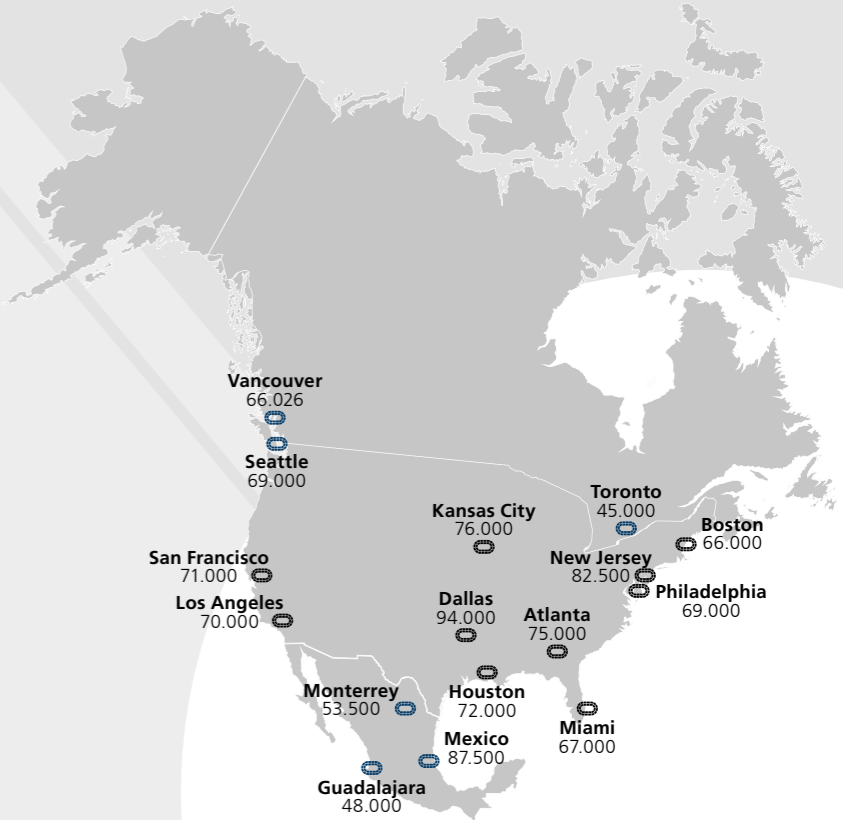 Vancouver
66.026
Seattle
69.000
Kansas City
76.000
Toronto
45.000
Boston
66.000
San Francisco
71.000
New Jersey
82.500
Philadelphia
69.000
Los Angeles
70.000
Dallas
94.000
Atlanta
75.000
Monterrey
53.500
Houston
72.000
Miami
67.000
Mexico
87.500
Guadalajara
48.000